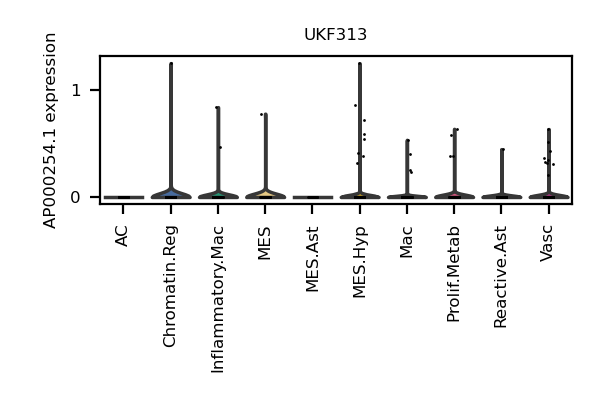 UKF313
AP000254.1 expression
1
0
AC
Chromatin.Reg
Inflammatory.Mac
MES
MES.Ast
MES.Hyp
Mac
Prolif.Metab
Reactive.Ast
Vasc